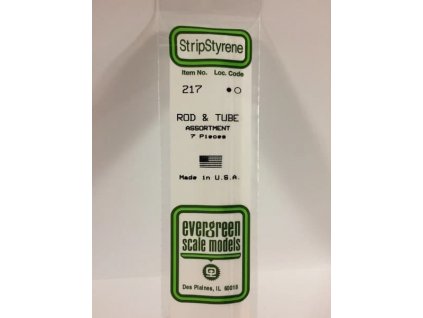 StripStyrene
Item No. Loc. Code
217
ROD & TUBE
ASSORTMENT
7 Pieces
Made in U.S.A.
evergreen
scale models
Des Plaines, IL 60018